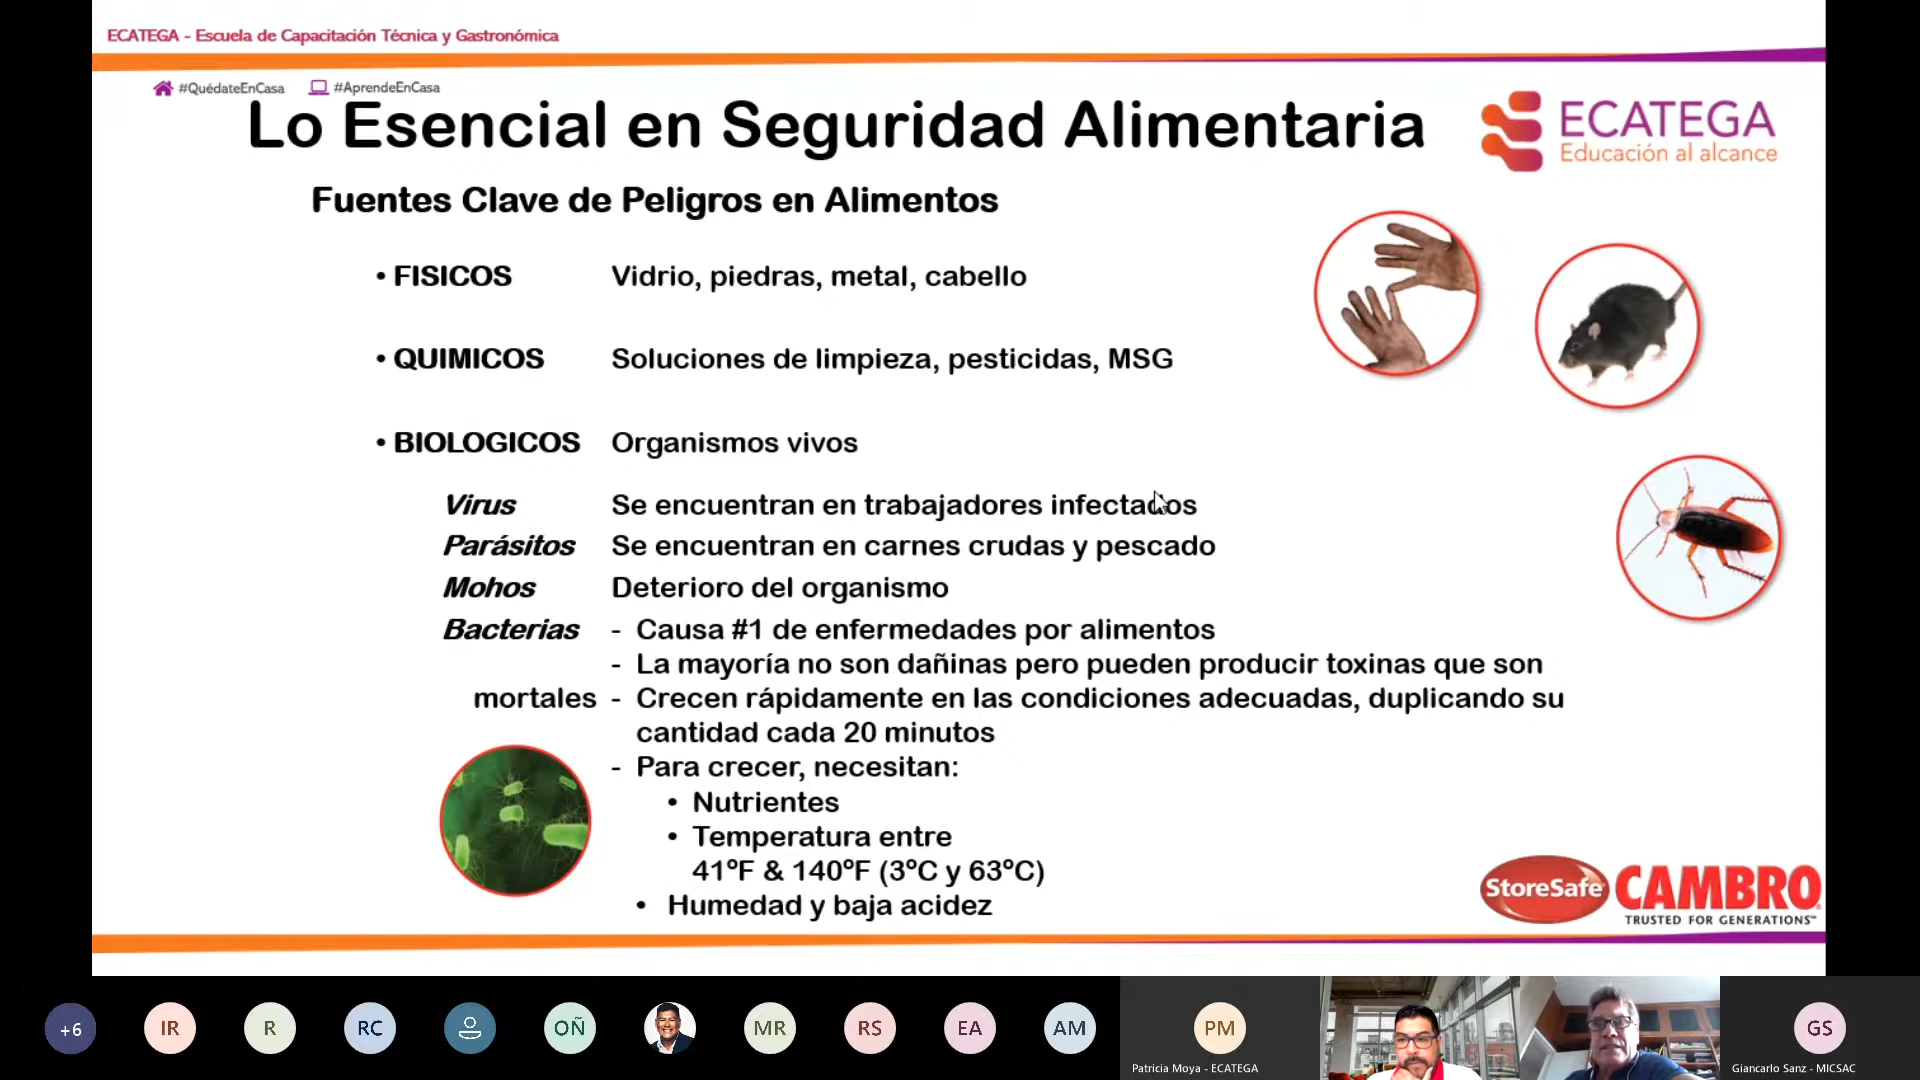 ECATEGA - Escuela de Capacitación Técnica y Gastronómica
#QuédateEnCasa #AprendeEnCasa
Lo Esencial en Seguridad Alimentaria
ECATEGA
Educación al alcance
Fuentes Clave de Peligros en Alimentos
• FISICOS Vidrio, piedras, metal, cabello
• QUIMICOS Soluciones de limpieza, pesticidas, MSG
• BIOLOGICOS Organismos vivos
Virus Se encuentran en trabajadores infectados
Parásitos Se encuentran en carnes crudas y pescado
Mohos Deterioro del organismo
Bacterias - Causa #1 de enfermedades por alimentos
- La mayoría no son dañinas pero pueden producir toxinas que son
mortales - Crecen rápidamente en las condiciones adecuadas, duplicando su
cantidad cada 20 minutos
- Para crecer, necesitan:
• Nutrientes
• Temperatura entre
41ºF & 140ºF (3ºC y 63ºC)
• Humedad y baja acidez
StoreSafe CAMBRO
TRUSTED FOR GENERATIONS™
+6 IR R RC OÑ MR RS EA AM PM GS
Patricia Moya - ECATEGA Giancarlo Sanz - MICSAC